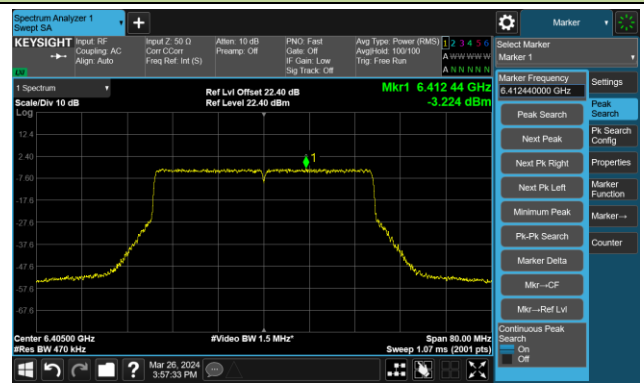 Spectrum Analyzer 1
Swept SA
Marker
KEYSIGHT
Input: RF
Coupling: AC
Align: Auto
Input Z: 50 Ω
Corr CCorr
Freq Ref: Int (S)
Atten: 10 dB
Preamp: Off
PNO: Fast
Gate: Off
IF Gain: Low
Sig Track: Off
Avg Type: Power (RMS)
Avg|Hold: 100/100
Trig: Free Run
1 2 3 4 5 6
A W W W W W
A N N N N N
Select Marker
Marker 1
1 Spectrum
Scale/Div 10 dB
Log
Ref Lvl Offset 22.40 dB
Ref Level 22.40 dBm
Mkr1 6.412 44 GHz
-3.224 dBm
12.4
2.40
-7.60
-17.6
-27.6
-37.6
-47.6
-57.6
-67.6
1
Center 6.40500 GHz
#Res BW 470 kHz
#Video BW 1.5 MHz*
Span 80.00 MHz
Sweep 1.07 ms (2001 pts)
Marker Frequency
6.412440000 GHz
Peak Search
Next Peak
Next Pk Right
Next Pk Left
Minimum Peak
Pk-Pk Search
Marker Delta
Mkr→CF
Mkr→Ref Lvl
Continuous Peak
Search
On
Off
Settings
Peak
Search
Pk Search
Config
Properties
Marker
Function
Marker→
Counter
Mar 26, 2024
3:57:33 PM